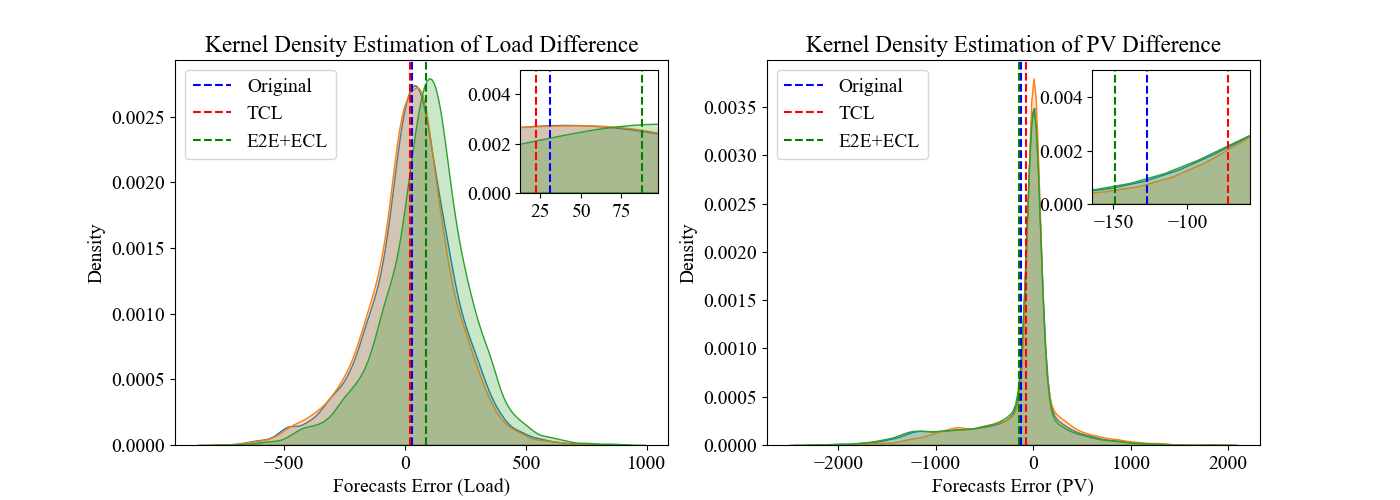 Kernel Density Estimation of Load Difference
Original
TCL
E2E+ECL
0.004
0.002
0.000
25 50 75
0.0025
0.0020
0.0015
0.0010
0.0005
0.0000
Density
−500 0 500 1000
Forecasts Error (Load)
Kernel Density Estimation of PV Difference
Original
TCL
E2E+ECL
0.004
0.002
0.000
−150 −100
0.0035
0.0030
0.0025
0.0020
0.0015
0.0010
0.0005
0.0000
Density
−2000 −1000 0 1000 2000
Forecasts Error (PV)